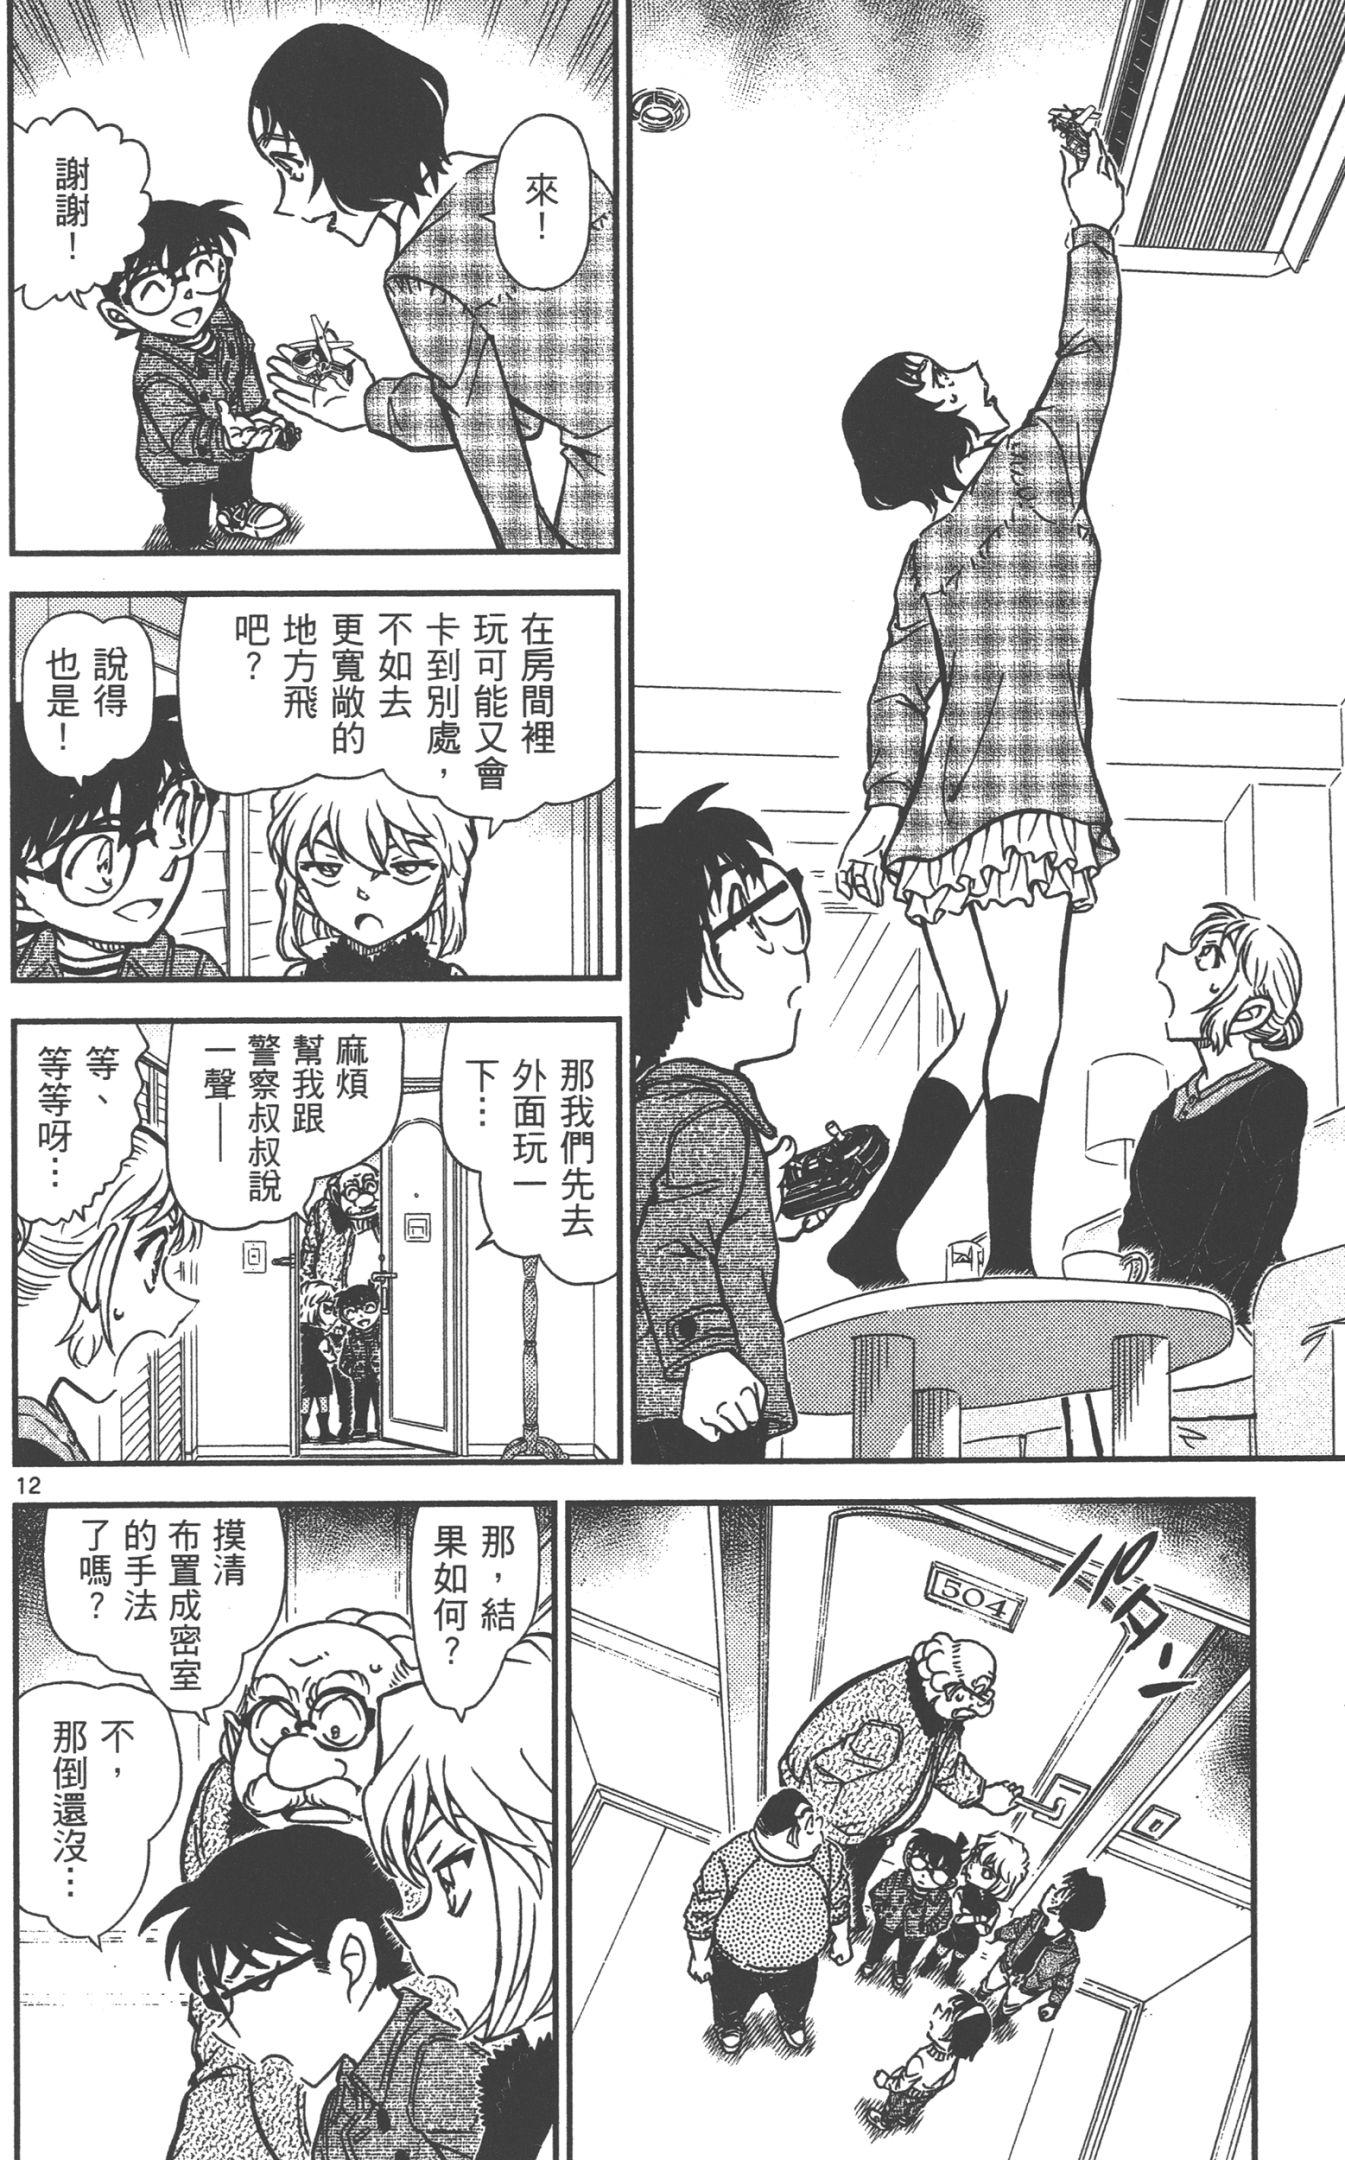 來！
謝謝！
在房間裡
玩可能又會
卡到別處，
不如去
更寬敞的
地方飛
吧？
說得
也是！
那我們先去
外面玩一
下…
麻煩
幫我跟
警察叔叔說
一聲──
等、
等等呀…
12
504
バタン
那，結
果如何？
摸清
布置成密室
的手法
了嗎？
不，
那倒還沒…